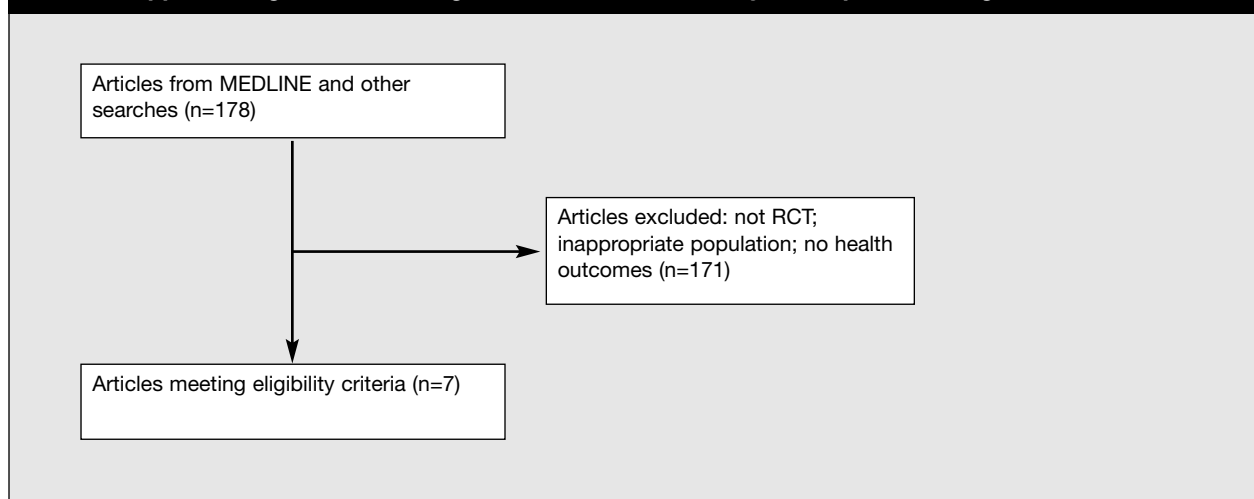 Articles from MEDLINE and other
searches (n=178)
Articles excluded: not RCT;
inappropriate population; no health
outcomes (n=171)
Articles meeting eligibility criteria (n=7)